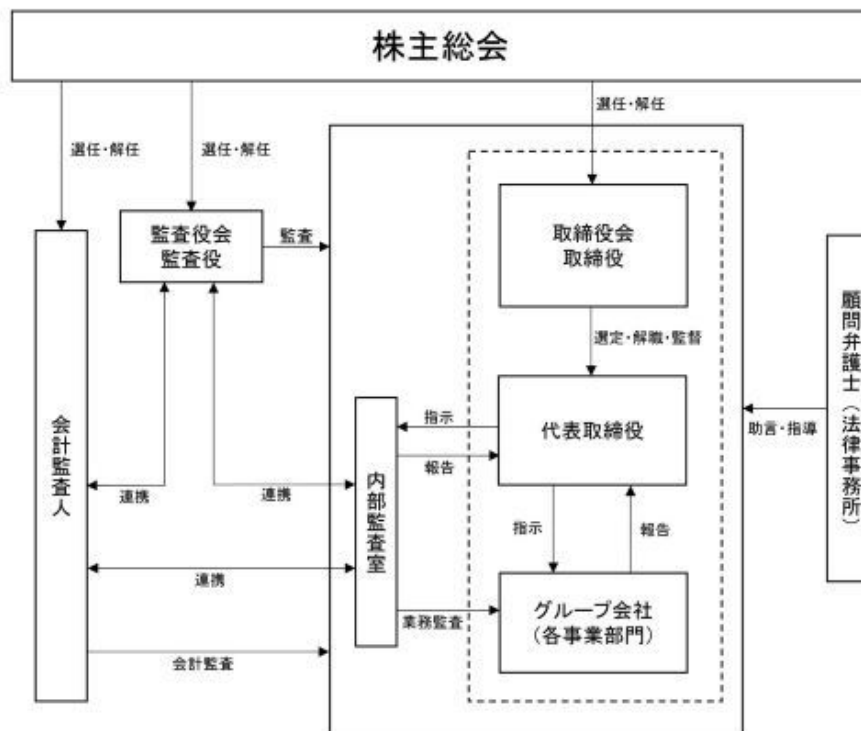 株主総会
選任・解任
選任・解任
選任・解任
監査役会
監査役
監査
取締役会
取締役
選定・解職・監督
顧問弁護士（法律事務所）
助言・指導
代表取締役
指示
報告
会計監査人
内部監査室
連携
連携
連携
指示
報告
業務監査
グループ会社
（各事業部門）
会計監査